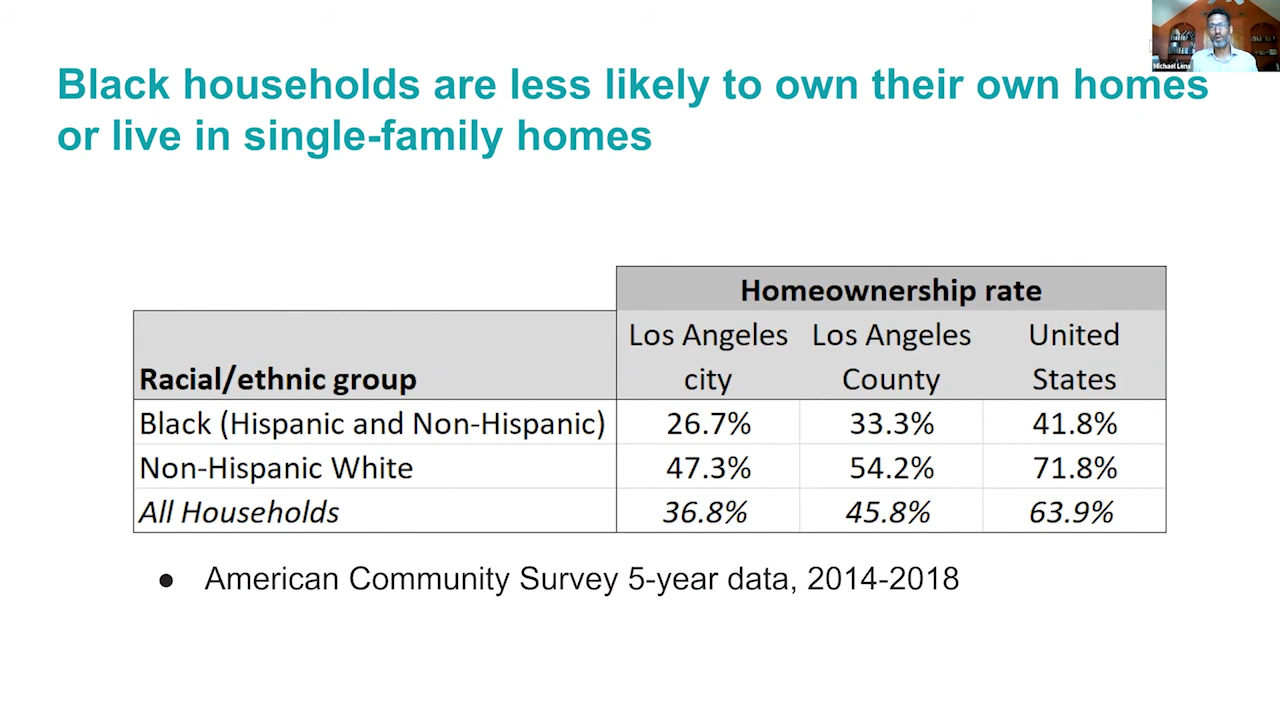 Michael Lens
Black households are less likely to own their own homes
or live in single-family homes
Homeownership rate
Racial/ethnic group Los Angeles city Los Angeles County United States
Black (Hispanic and Non-Hispanic) 26.7% 33.3% 41.8%
Non-Hispanic White 47.3% 54.2% 71.8%
All Households 36.8% 45.8% 63.9%
● American Community Survey 5-year data, 2014-2018